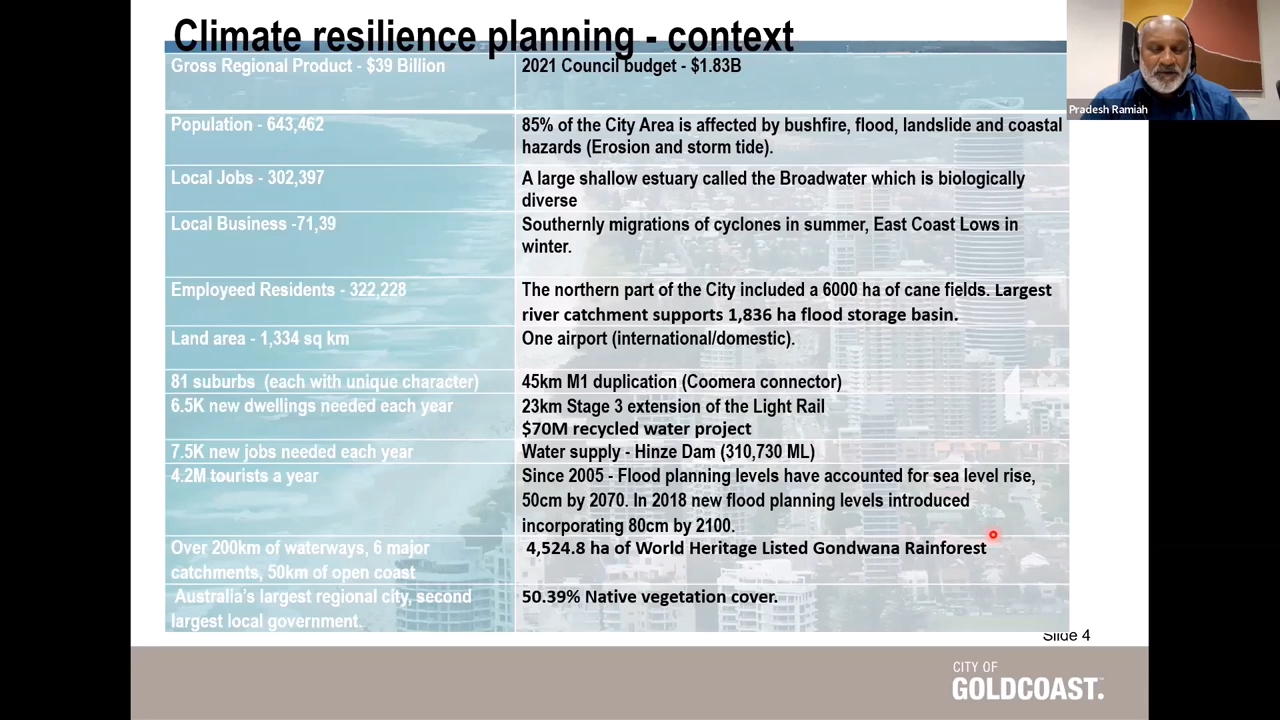 Climate resilience planning - context
Pradesh Ramiah
Gross Regional Product - $39 Billion
2021 Council budget - $1.83B
Population - 643,462
85% of the City Area is affected by bushfire, flood, landslide and coastal
hazards (Erosion and storm tide).
Local Jobs - 302,397
A large shallow estuary called the Broadwater which is biologically
diverse
Local Business -71,39
Southernly migrations of cyclones in summer, East Coast Lows in
winter.
Employeed Residents - 322,228
The northern part of the City included a 6000 ha of cane fields. Largest
river catchment supports 1,836 ha flood storage basin.
Land area - 1,334 sq km
One airport (international/domestic).
81 suburbs (each with unique character)
45km M1 duplication (Coomera connector)
6.5K new dwellings needed each year
23km Stage 3 extension of the Light Rail
$70M recycled water project
7.5K new jobs needed each year
Water supply - Hinze Dam (310,730 ML)
4.2M tourists a year
Since 2005 - Flood planning levels have accounted for sea level rise,
50cm by 2070. In 2018 new flood planning levels introduced
incorporating 80cm by 2100.
Over 200km of waterways, 6 major
catchments, 50km of open coast
4,524.8 ha of World Heritage Listed Gondwana Rainforest
Australia's largest regional city, second
largest local government.
50.39% Native vegetation cover.
Slide 4
CITY OF
GOLDCOAST.